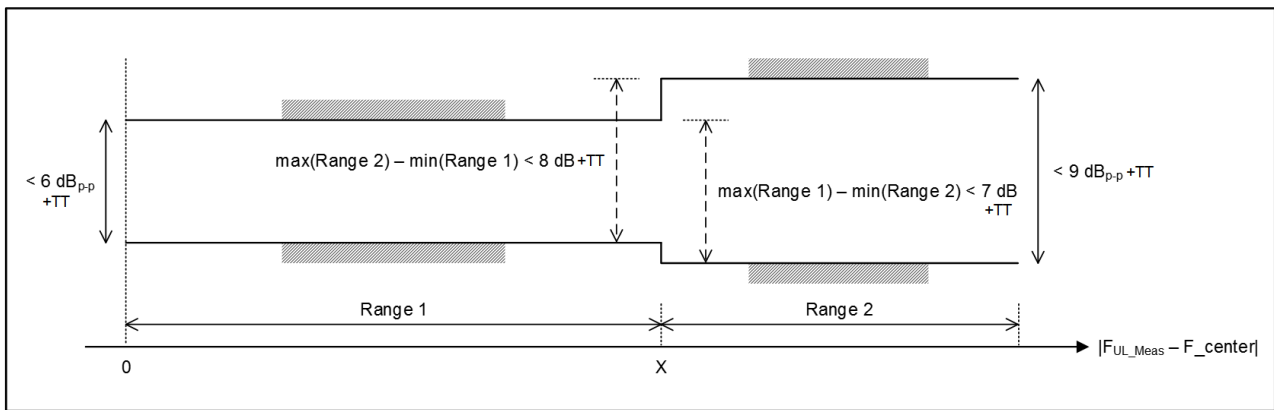 max(Range 2) – min(Range 1) < 8 dB +TT
< 6 dBp-p
+TT
max(Range 1) – min(Range 2) < 7 dB
+TT
< 9 dBp-p +TT
Range 1
Range 2
0
X
|FUL_Meas – F_center|